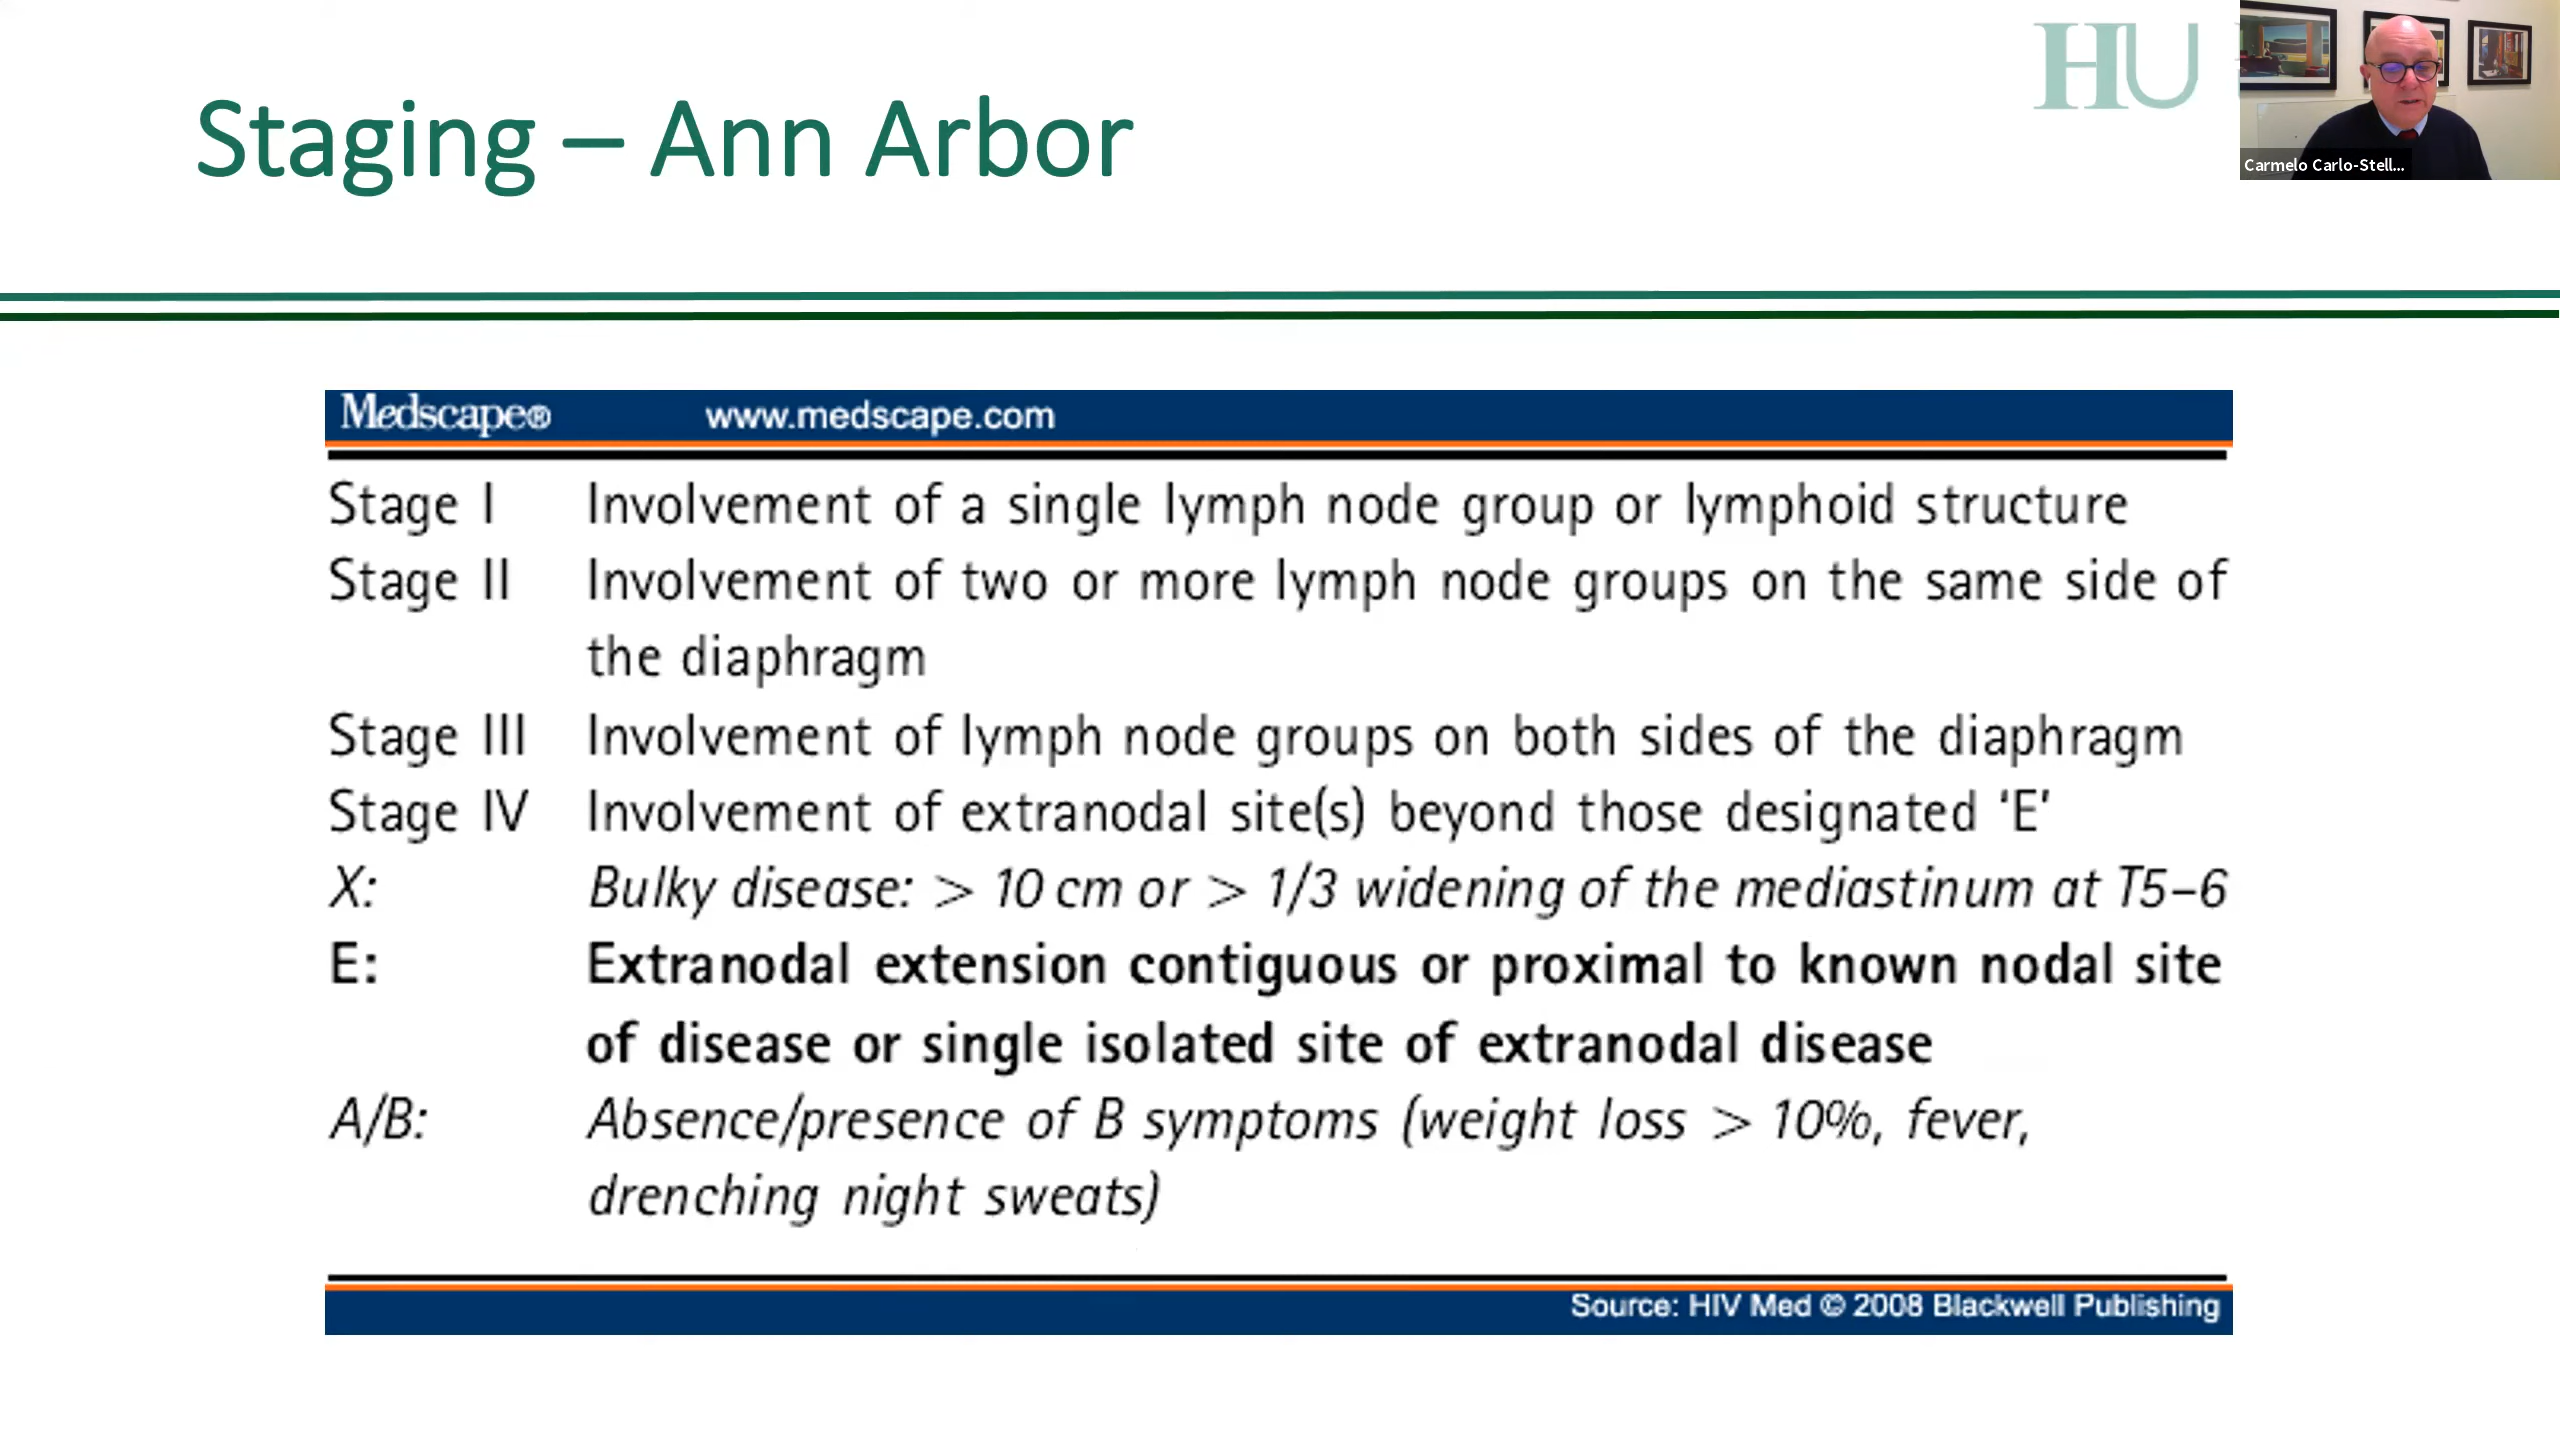 HU
Carmelo Carlo-Stell...
Staging – Ann Arbor
Medscape® www.medscape.com
Stage I Involvement of a single lymph node group or lymphoid structure
Stage II Involvement of two or more lymph node groups on the same side of
the diaphragm
Stage III Involvement of lymph node groups on both sides of the diaphragm
Stage IV Involvement of extranodal site(s) beyond those designated ‘E’
X: Bulky disease: > 10 cm or > 1/3 widening of the mediastinum at T5–6
E: Extranodal extension contiguous or proximal to known nodal site
of disease or single isolated site of extranodal disease
A/B: Absence/presence of B symptoms (weight loss > 10%, fever,
drenching night sweats)
Source: HIV Med © 2008 Blackwell Publishing